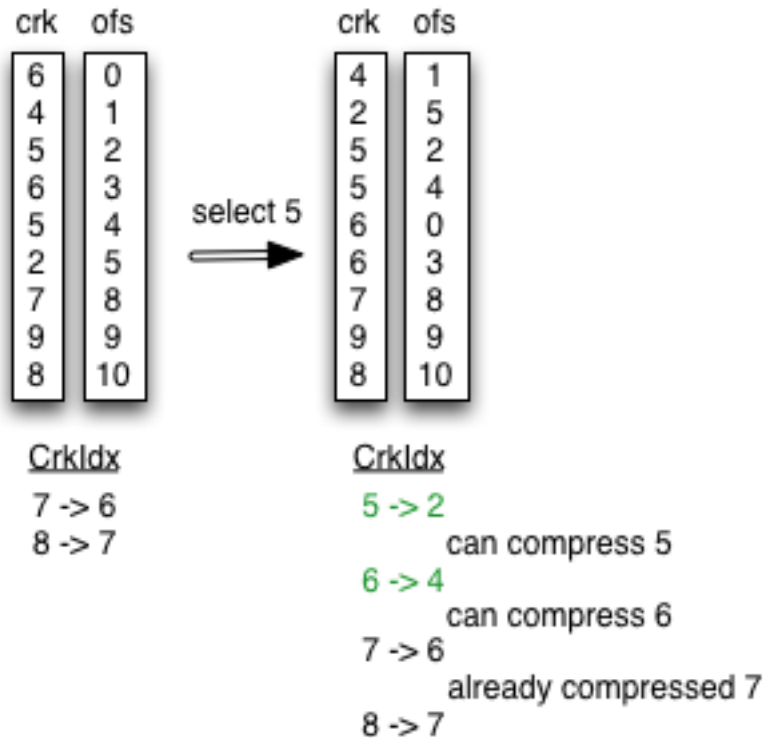 crk ofs crk ofs
6 0 4 1
4 1 2 5
5 2 5 2
6 3 5 4
5 4 6 0
select 5
2 5 6 3
7 8 7 8
9 9 9 9
8 10 8 10
CrkIdx CrkIdx
7 -> 6 5 -> 2
8 -> 7 can compress 5
6 -> 4
can compress 6
7 -> 6
already compressed 7
8 -> 7